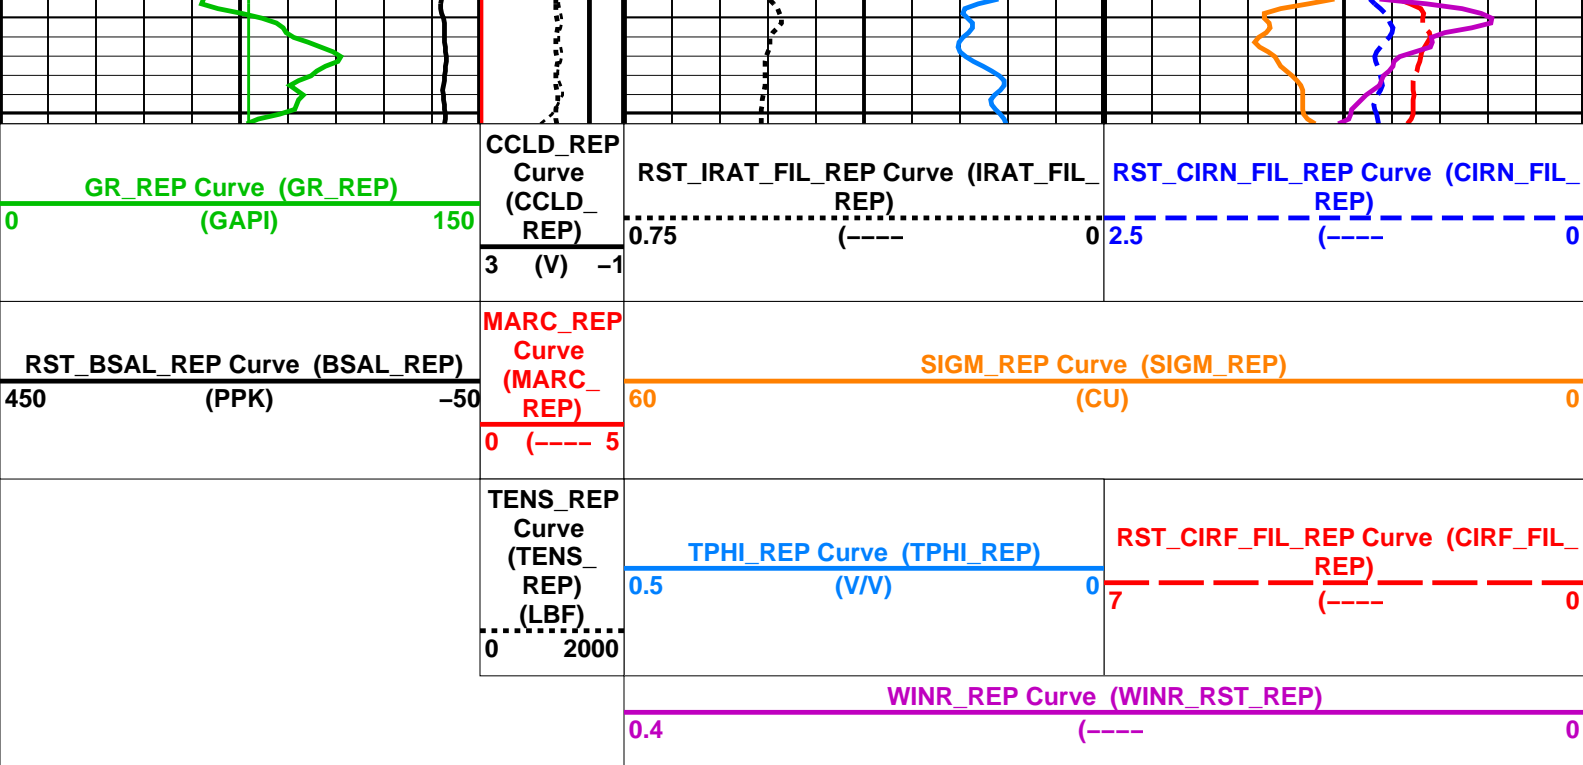 GR_REP Curve (GR_REP)
0 (GAPI) 150
CCLD_REP
Curve
(CCLD_
REP)
3 (V) −1
RST_IRAT_FIL_REP Curve (IRAT_FIL_
REP)
0.75 (−−−− 0
RST_CIRN_FIL_REP Curve (CIRN_FIL_
REP)
2.5 (−−−− 0
RST_BSAL_REP Curve (BSAL_REP)
450 (PPK) −50
MARC_REP
Curve
(MARC_
REP)
0 (−−−− 5
SIGM_REP Curve (SIGM_REP)
60 (CU) 0
TENS_REP
Curve
(TENS_
REP)
(LBF)
0 2000
TPHI_REP Curve (TPHI_REP)
0.5 (V/V) 0
RST_CIRF_FIL_REP Curve (CIRF_FIL_
REP)
7 (−−−− 0
WINR_REP Curve (WINR_RST_REP)
0.4 (−−−− 0